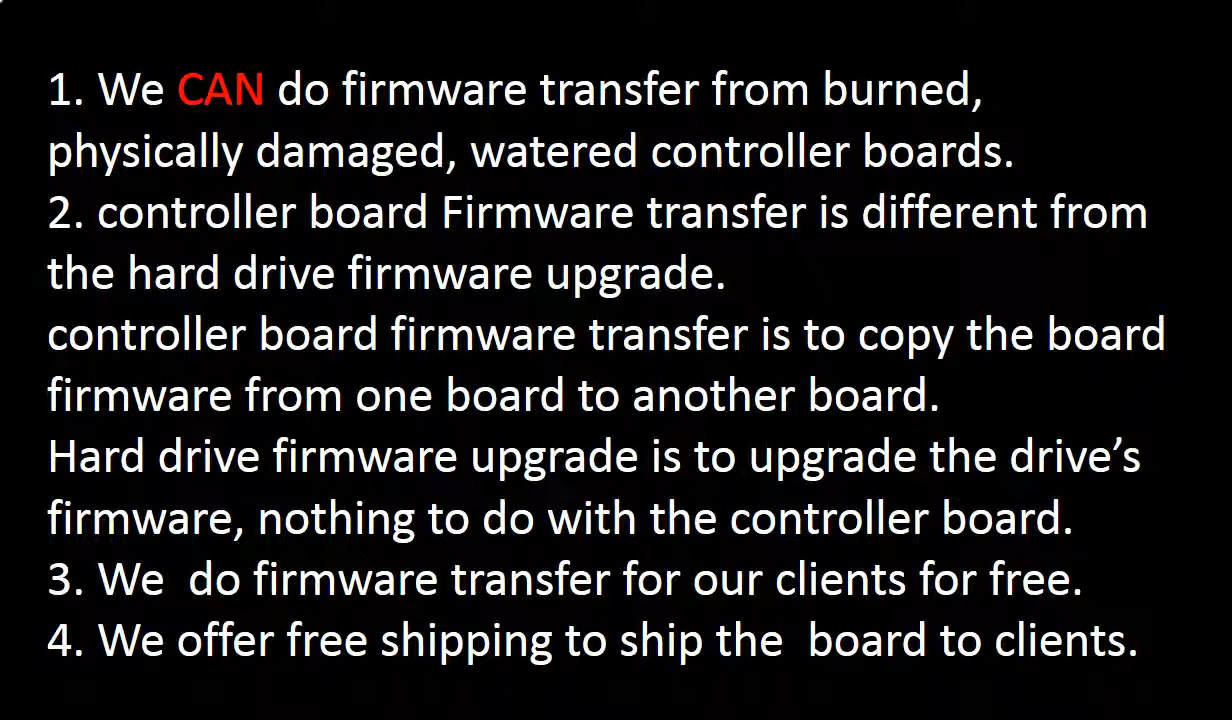 1. We CAN do firmware transfer from burned,
physically damaged, watered controller boards.
2. controller board Firmware transfer is different from
the hard drive firmware upgrade.
controller board firmware transfer is to copy the board
firmware from one board to another board.
Hard drive firmware upgrade is to upgrade the drive’s
firmware, nothing to do with the controller board.
3. We  do firmware transfer for our clients for free.
4. We offer free shipping to ship the  board to clients.